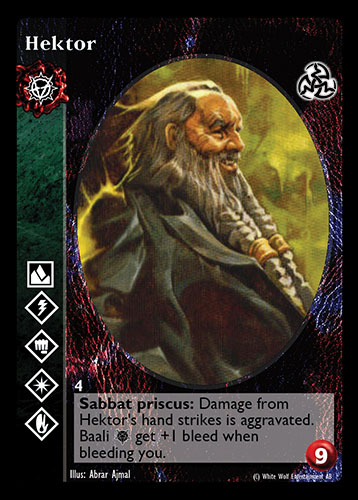 Hektor
4
Sabbat priscus: Damage from
Hektor's hand strikes is aggravated.
Baali get +1 bleed when
bleeding you.
9
Illus: Abrar Ajmal
(C) White Wolf Entertainment AB